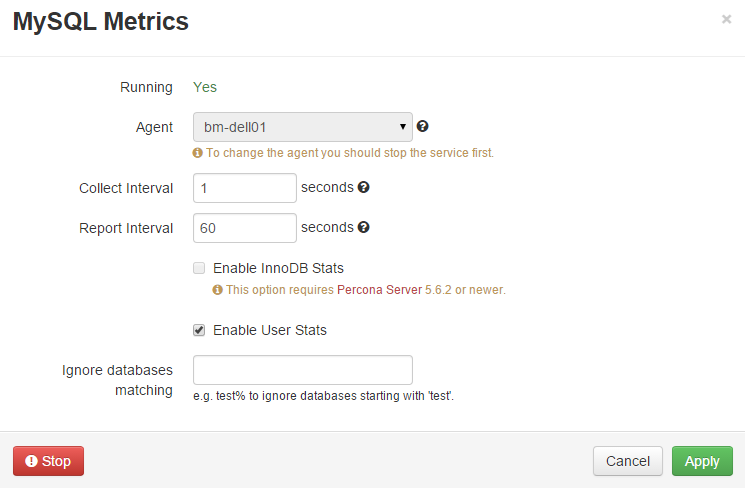 MySQL Metrics
×
Running Yes
Agent bm-dell01
To change the agent you should stop the service first.
Collect Interval 1 seconds
Report Interval 60 seconds
Enable InnoDB Stats
This option requires Percona Server 5.6.2 or newer.
Enable User Stats
Ignore databases
matching
e.g. test% to ignore databases starting with 'test'.
Stop Cancel Apply